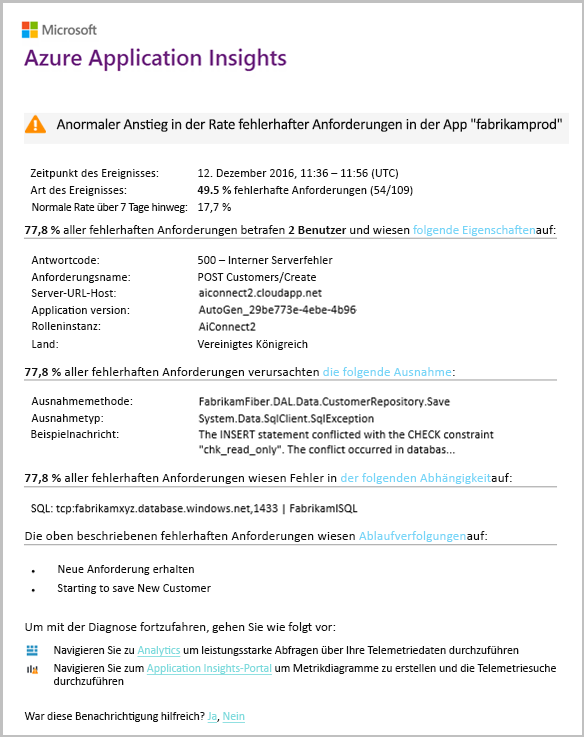 Microsoft
Azure Application Insights
Anormaler Anstieg in der Rate fehlerhafter Anforderungen in der App "fabrikamprod"
Zeitpunkt des Ereignisses: 12. Dezember 2016, 11:36 – 11:56 (UTC)
Art des Ereignisses: 49.5 % fehlerhafte Anforderungen (54/109)
Normale Rate über 7 Tage hinweg: 17,7 %
77,8 % aller fehlerhaften Anforderungen betrafen 2 Benutzer und wiesen folgende Eigenschaftenauf:
Antwortcode: 500 – Interner Serverfehler
Anforderungsname: POST Customers/Create
Server-URL-Host: aiconnect2.cloudapp.net
Application version: AutoGen_29be773e-4ebe-4b96
Rolleninstanz: AiConnect2
Land: Vereinigtes Königreich
77,8 % aller fehlerhaften Anforderungen verursachten die folgende Ausnahme:
Ausnahmemethode: FabrikamFiber.DAL.Data.CustomerRepository.Save
Ausnahmetyp: System.Data.SqlClient.SqlException
Beispielnachricht: The INSERT statement conflicted with the CHECK constraint
"chk_read_only". The conflict occurred in databas...
77,8 % aller fehlerhaften Anforderungen wiesen Fehler in der folgenden Abhängigkeitauf:
SQL: tcp:fabrikamxyz.database.windows.net,1433 | FabrikamISQL
Die oben beschriebenen fehlerhaften Anforderungen wiesen Ablaufverfolgungenauf:
• Neue Anforderung erhalten
• Starting to save New Customer
Um mit der Diagnose fortzufahren, gehen Sie wie folgt vor:
Navigieren Sie zu Analytics um leistungsstarke Abfragen über Ihre Telemetriedaten durchzuführen
Navigieren Sie zum Application Insights-Portal um Metrikdiagramme zu erstellen und die Telemetriesuche
durchzuführen
War diese Benachrichtigung hilfreich? Ja, Nein